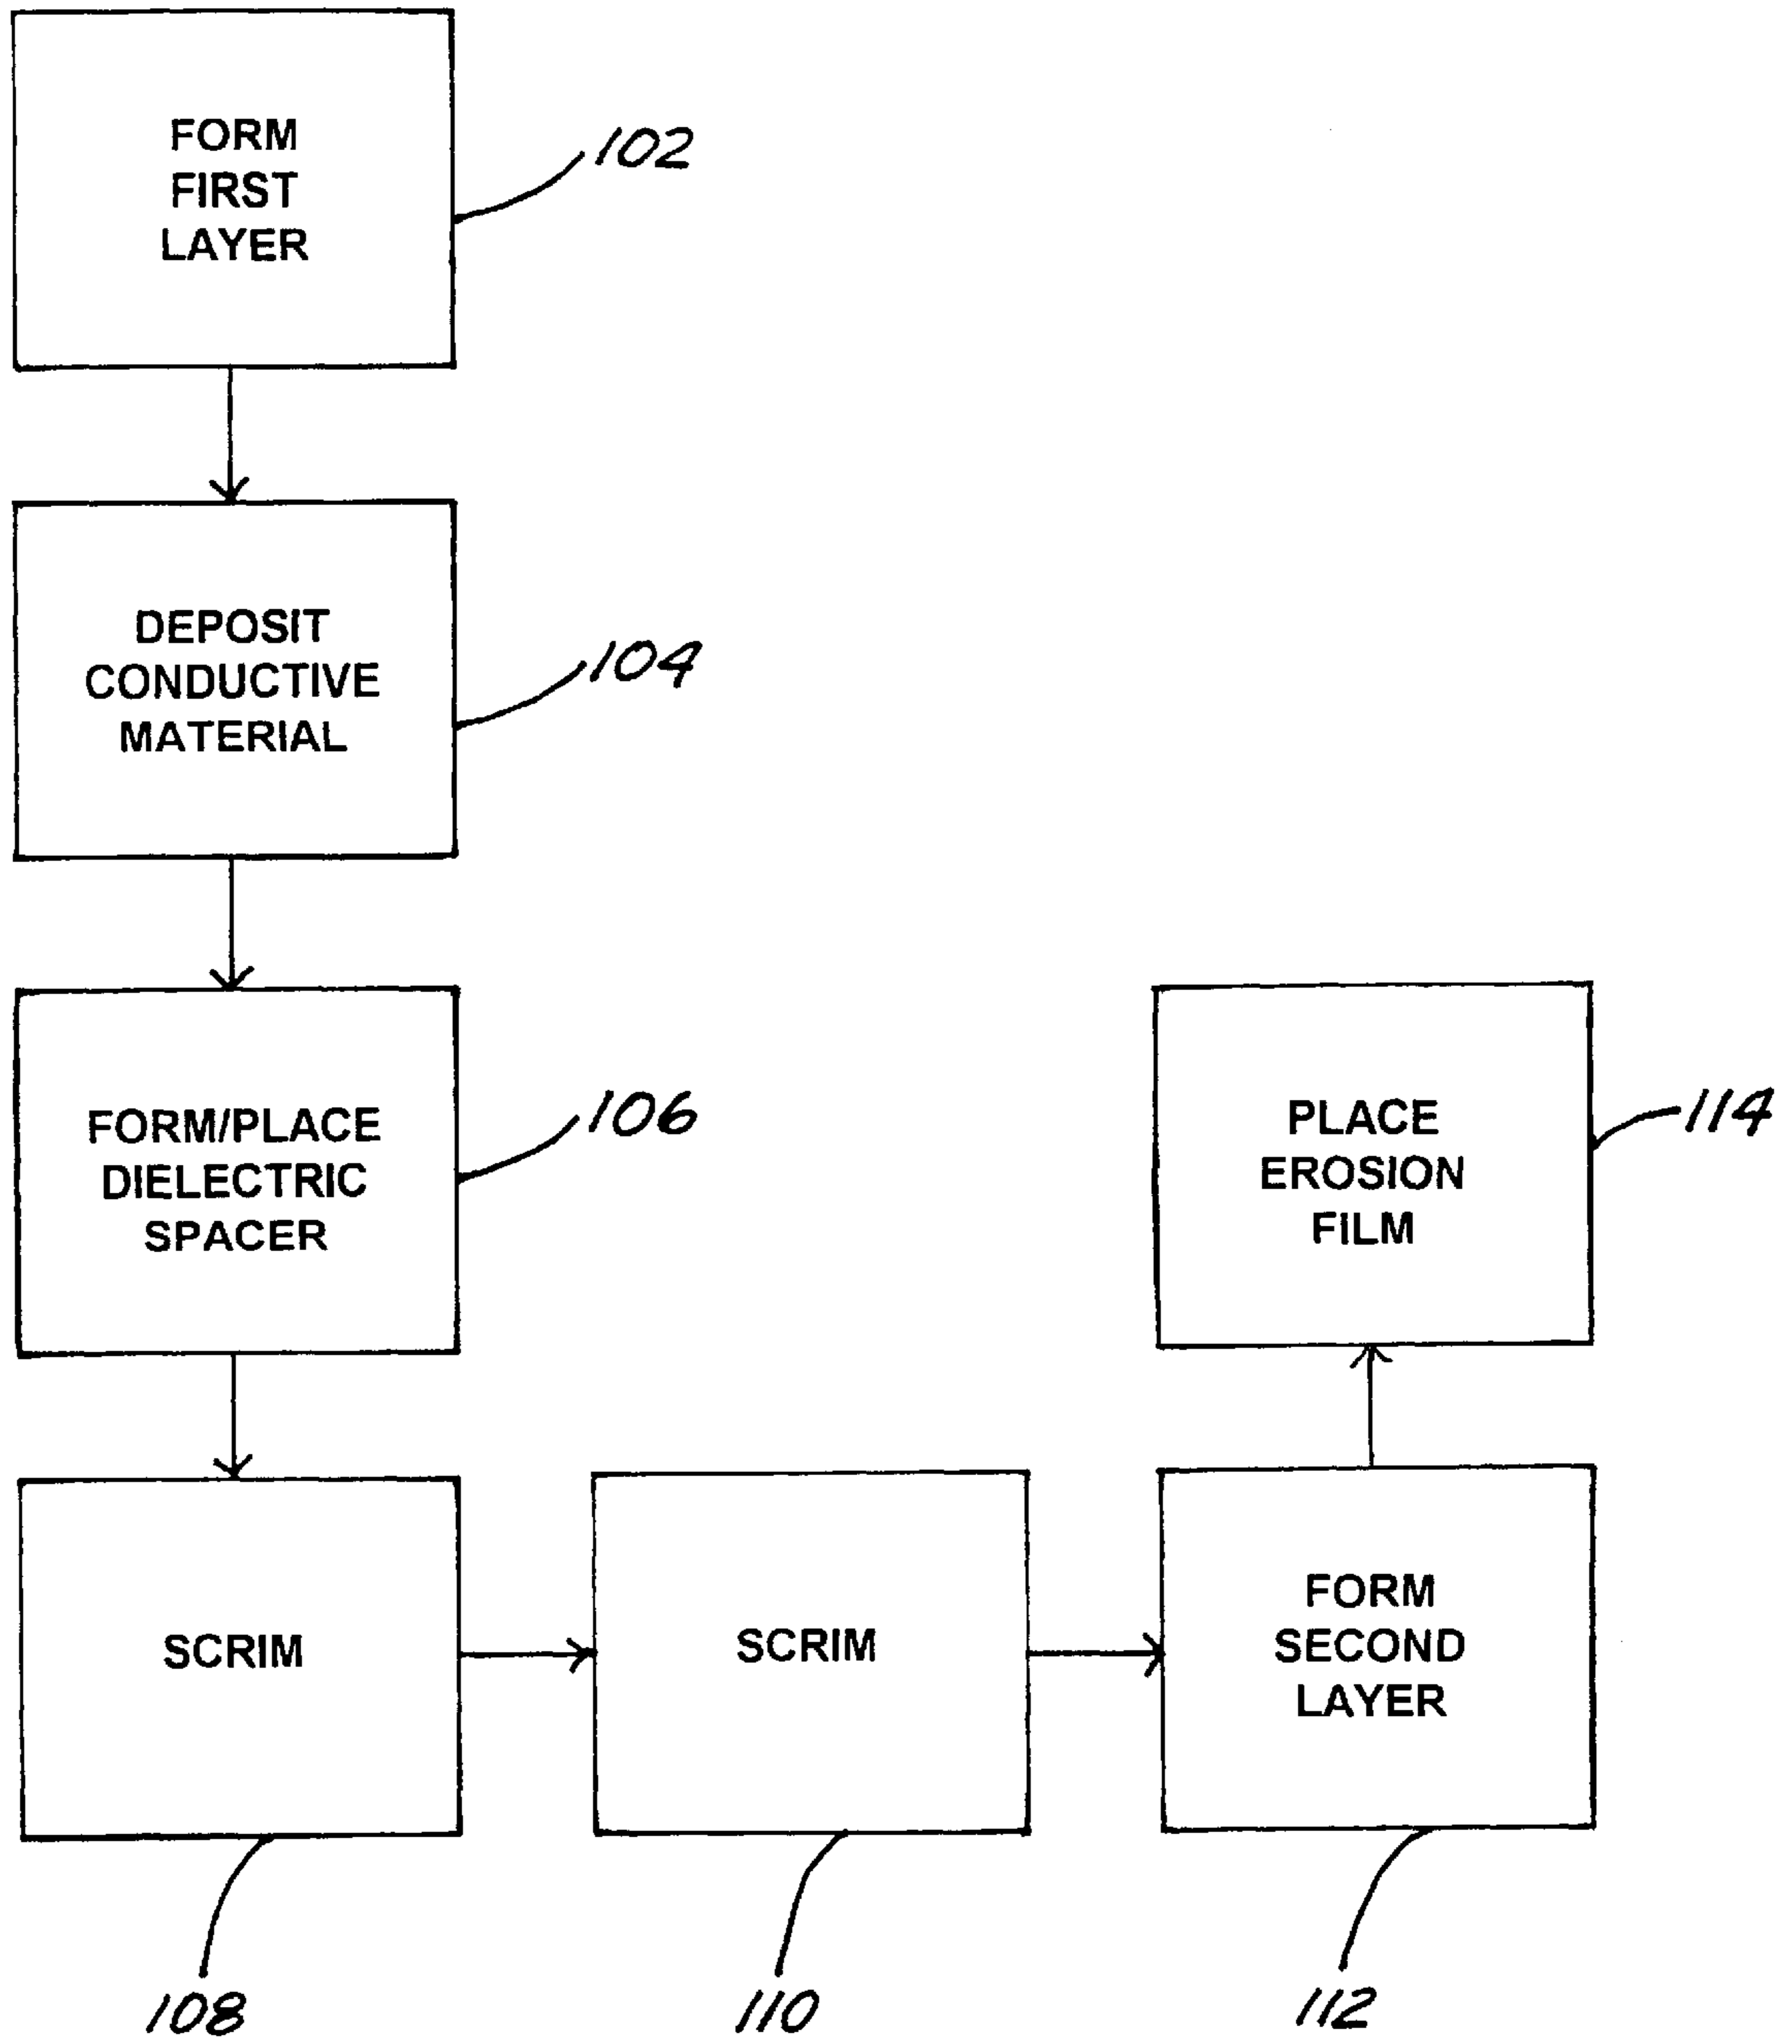 FORM
FIRST
LAYER
102
DEPOSIT
CONDUCTIVE
MATERIAL
104
FORM/PLACE
DIELECTRIC
SPACER
106
SCRIM
108
SCRIM
110
FORM
SECOND
LAYER
112
PLACE
EROSION
FILM
114